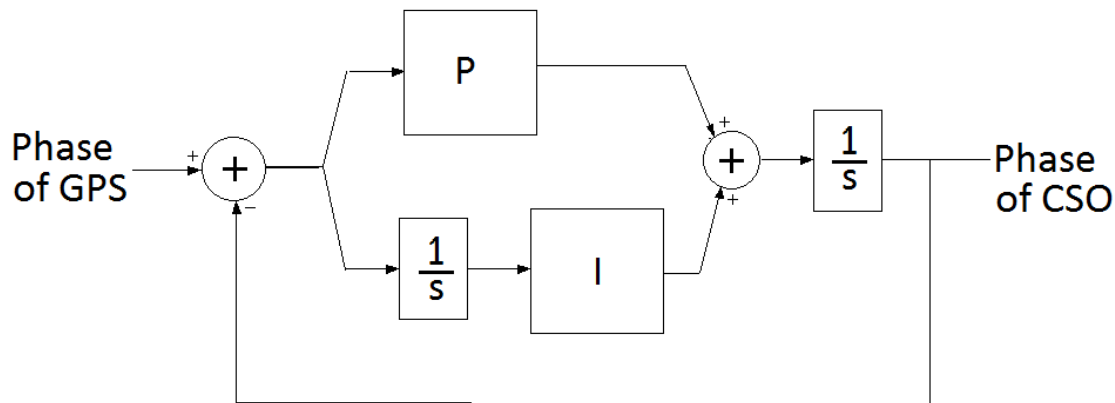 P
Phase
of GPS
+
+
−
+
+
+
1
s
Phase
of CSO
1
s
I